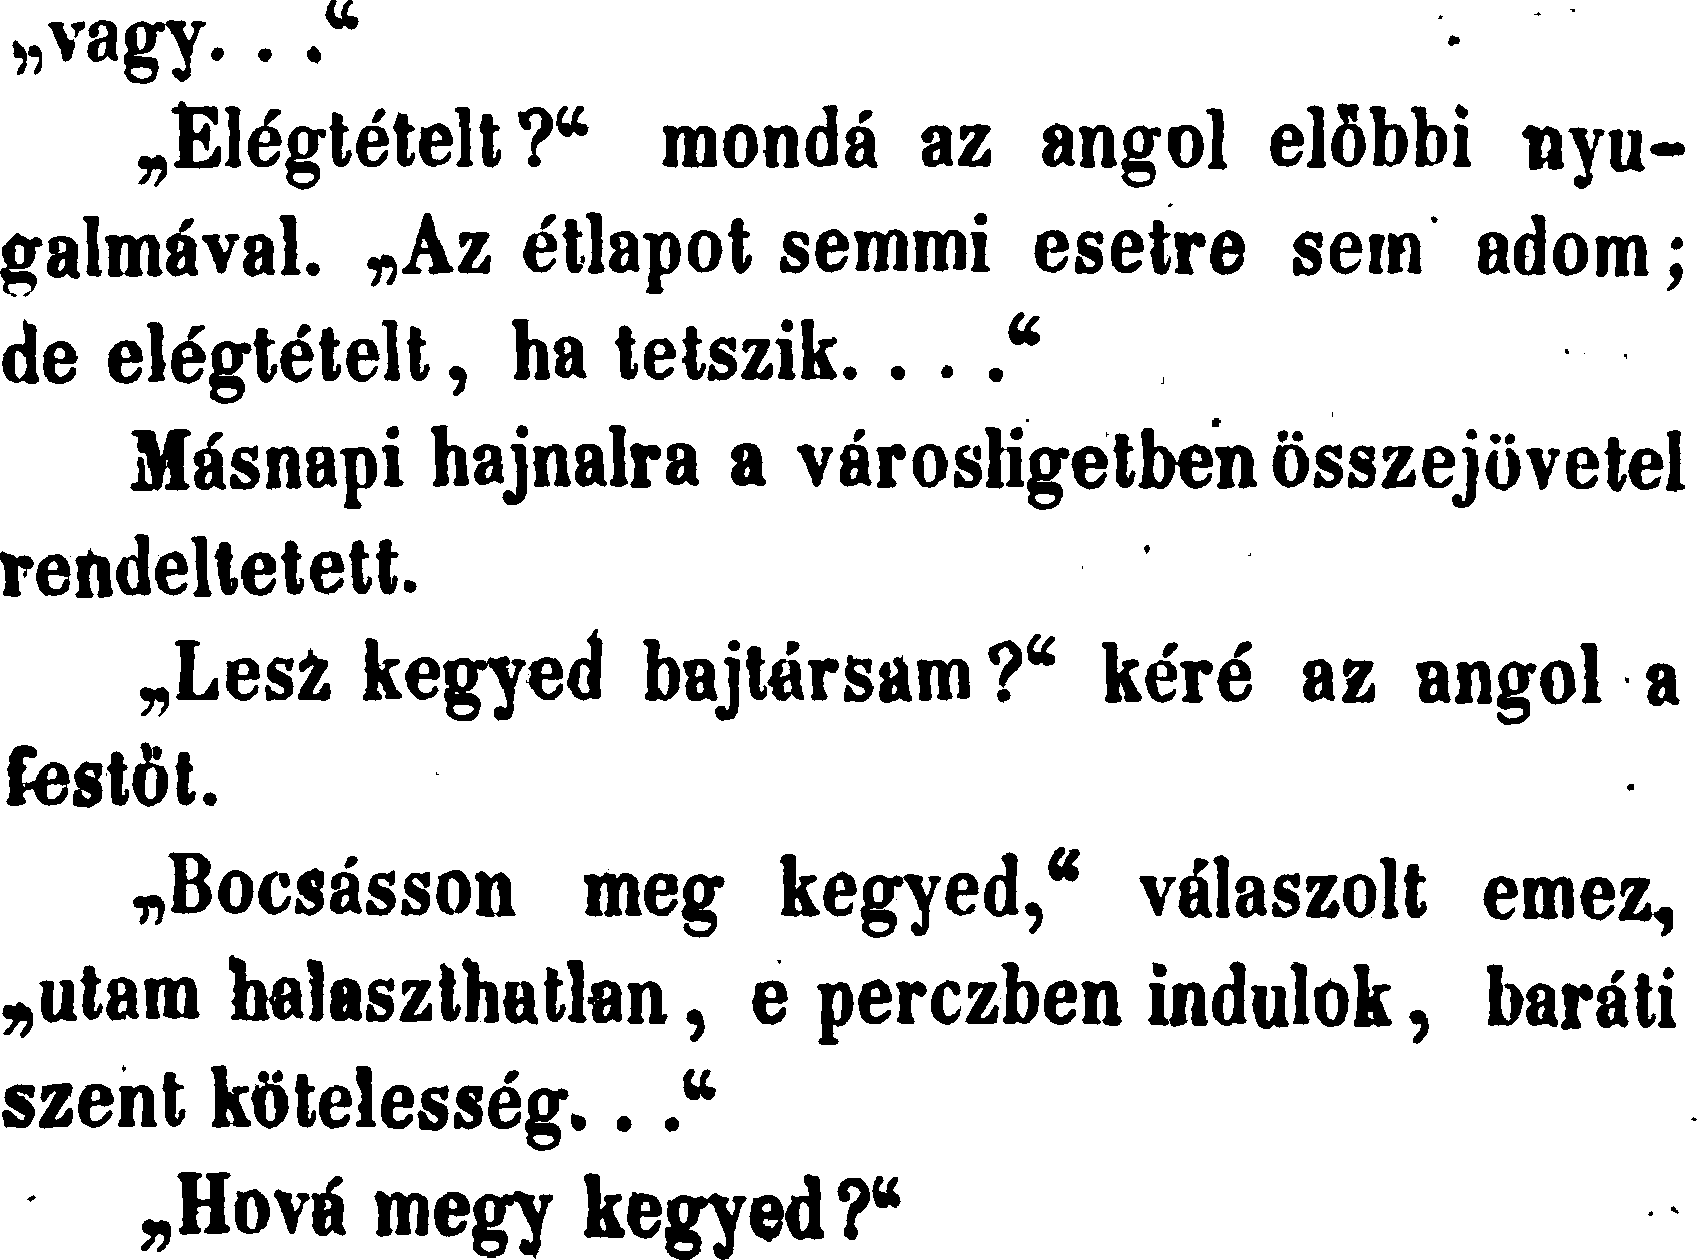 „vagy. . .“
„Elégtételt?“ mondá az angol előbbi nyu-
galmával. „Az étlapot semmi esetre sem adom;
de elégtételt, ha tetszik. . . .“
Másnapi hajnalra a városligetben összejövetel
rendeltetett.
„Lesz kegyed bajtársam?“ kéré az angol a
festőt.
„Bocsásson meg kegyed,“ válaszolt emez,
„utam halaszthatlan, e perczben indulok, baráti
szent kötelesség. . .“
„Hová megy kegyed?“